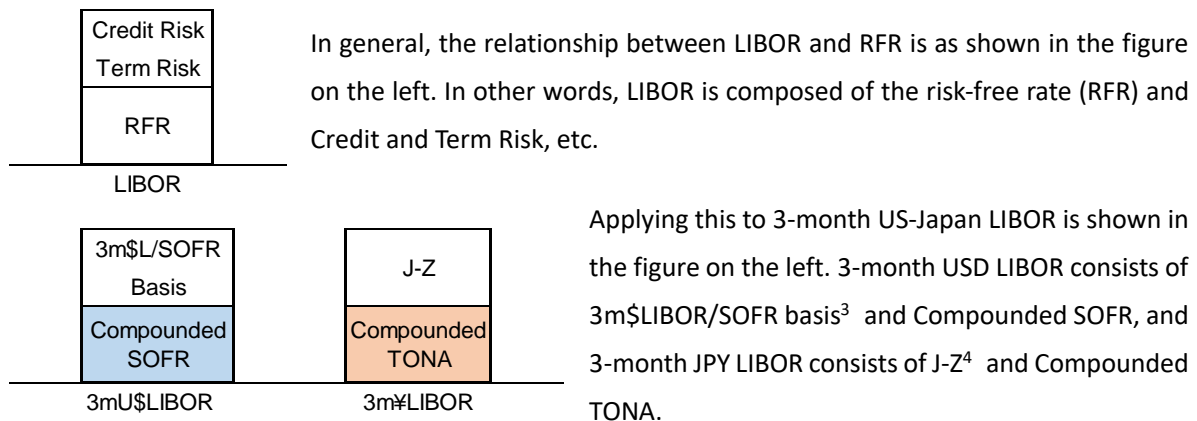 Credit Risk
Term Risk
RFR
LIBOR
In general, the relationship between LIBOR and RFR is as shown in the figure
on the left. In other words, LIBOR is composed of the risk-free rate (RFR) and
Credit and Term Risk, etc.
3m$L/SOFR
Basis
Compounded
SOFR
3mU$LIBOR
J-Z
Compounded
TONA
3m¥LIBOR
Applying this to 3-month US-Japan LIBOR is shown in
the figure on the left. 3-month USD LIBOR consists of
3m$LIBOR/SOFR basis³ and Compounded SOFR, and
3-month JPY LIBOR consists of J-Z⁴ and Compounded
TONA.